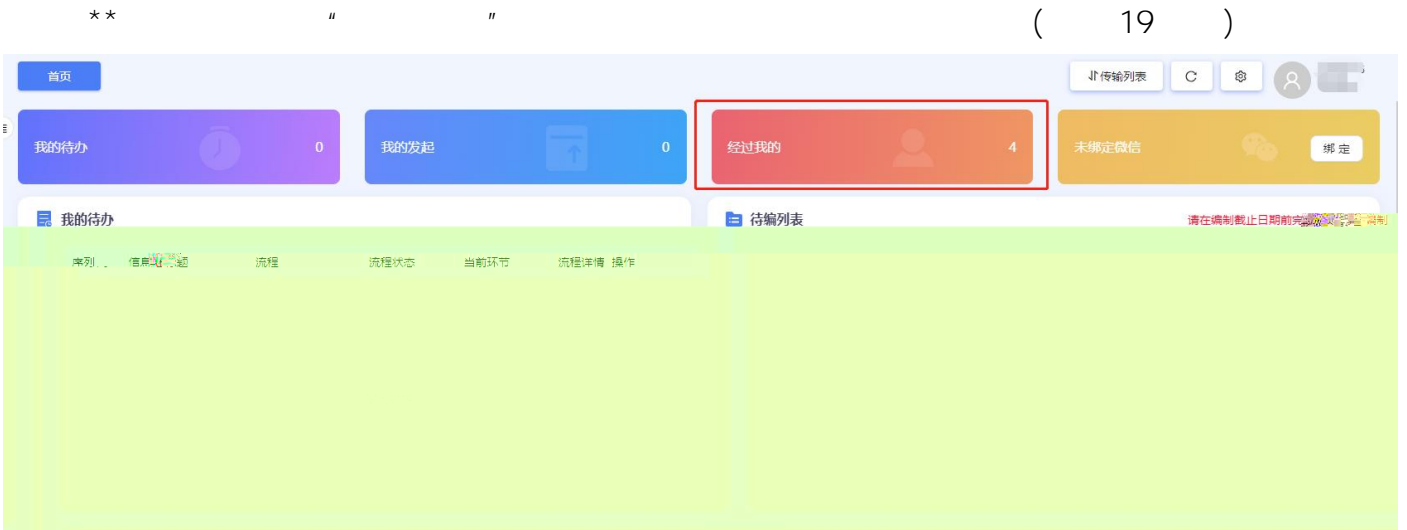 ** “ ” ( 19 )
首页 传输列表
我的待办 0 我的发起 0 经过我的 4 未绑定微信 绑 定
我的待办 待编列表 请在编制截止日期前完
序列 信息 题 流程 流程状态 当前环节 流程详情 操作